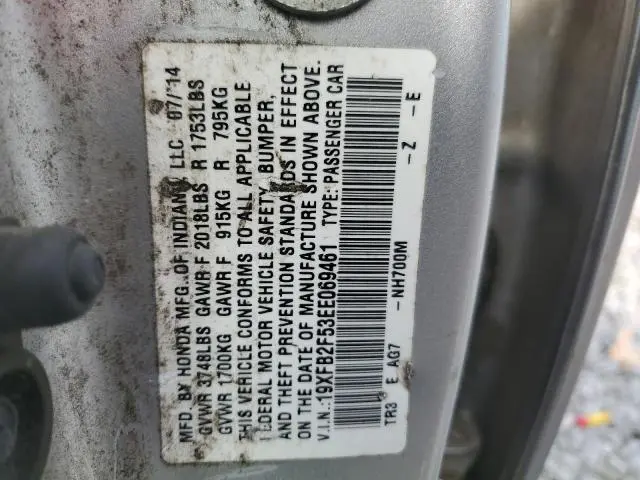 MFD. BY HONDA MFG. OF INDIANA, LLC 07/14
GVWR 3748LBS GAWR F 2018LBS R 1753LBS
GVWR 1700KG GAWR F 915KG R 795KG
THIS VEHICLE CONFORMS TO ALL APPLICABLE
FEDERAL MOTOR VEHICLE SAFETY, BUMPER,
AND THEFT PREVENTION STANDARDS IN EFFECT
ON THE DATE OF MANUFACTURE SHOWN ABOVE.
V.I.N.: 19XFB2F53EE069461 TYPE: PASSENGER CAR
TR3 E AG7 -NH700M -Z -E